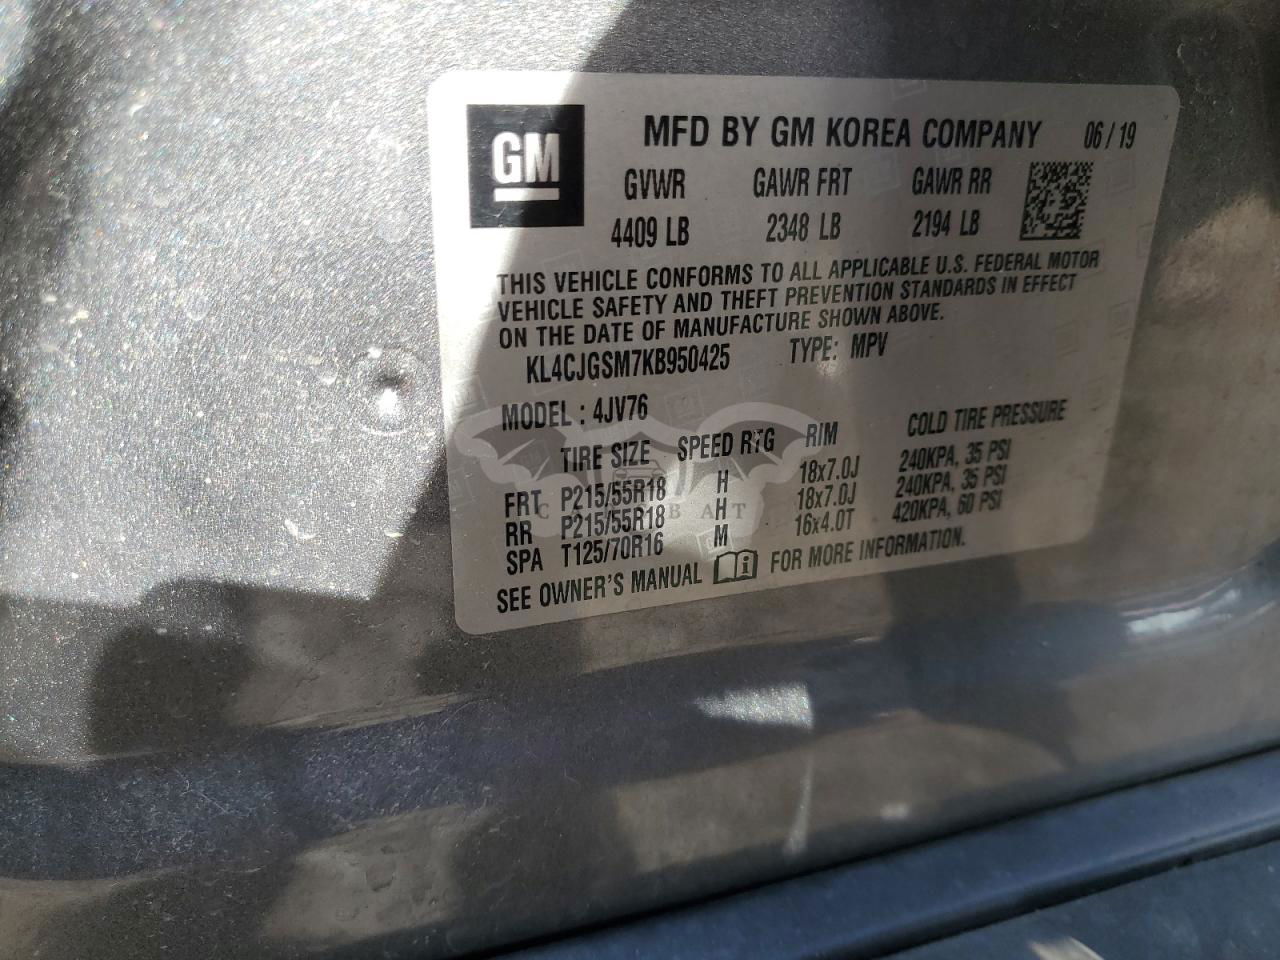 GM
MFD BY GM KOREA COMPANY 06 / 19
GVWR GAWR FRT GAWR RR
4409 LB 2348 LB 2194 LB
THIS VEHICLE CONFORMS TO ALL APPLICABLE U.S. FEDERAL MOTOR
VEHICLE SAFETY AND THEFT PREVENTION STANDARDS IN EFFECT
ON THE DATE OF MANUFACTURE SHOWN ABOVE.
KL4CJGSM7KB950425 TYPE: MPV
MODEL : 4JV76
TIRE SIZE SPEED RTG RIM COLD TIRE PRESSURE
FRT P215/55R18 H 18x7.0J 240KPA, 35 PSI
RR P215/55R18 H 18x7.0J 240KPA, 35 PSI
SPA T125/70R16 M 16x4.0T 420KPA, 60 PSI
SEE OWNER'S MANUAL FOR MORE INFORMATION.